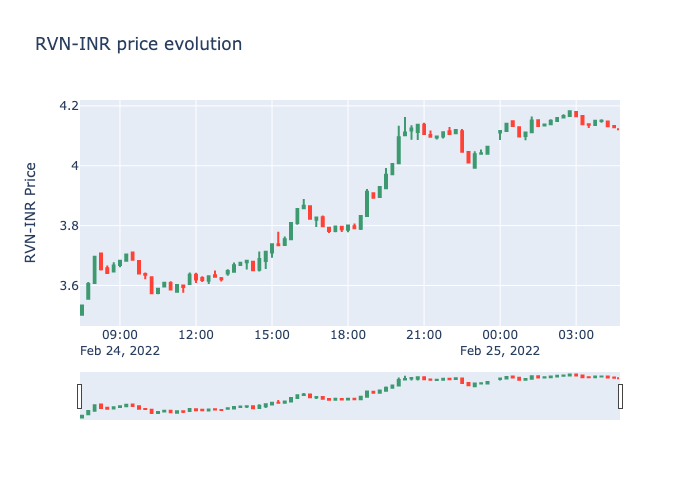 RVN-INR price evolution
RVN-INR Price
4.2
4
3.8
3.6
09:00 12:00 15:00 18:00 21:00 00:00 03:00
Feb 24, 2022 Feb 25, 2022